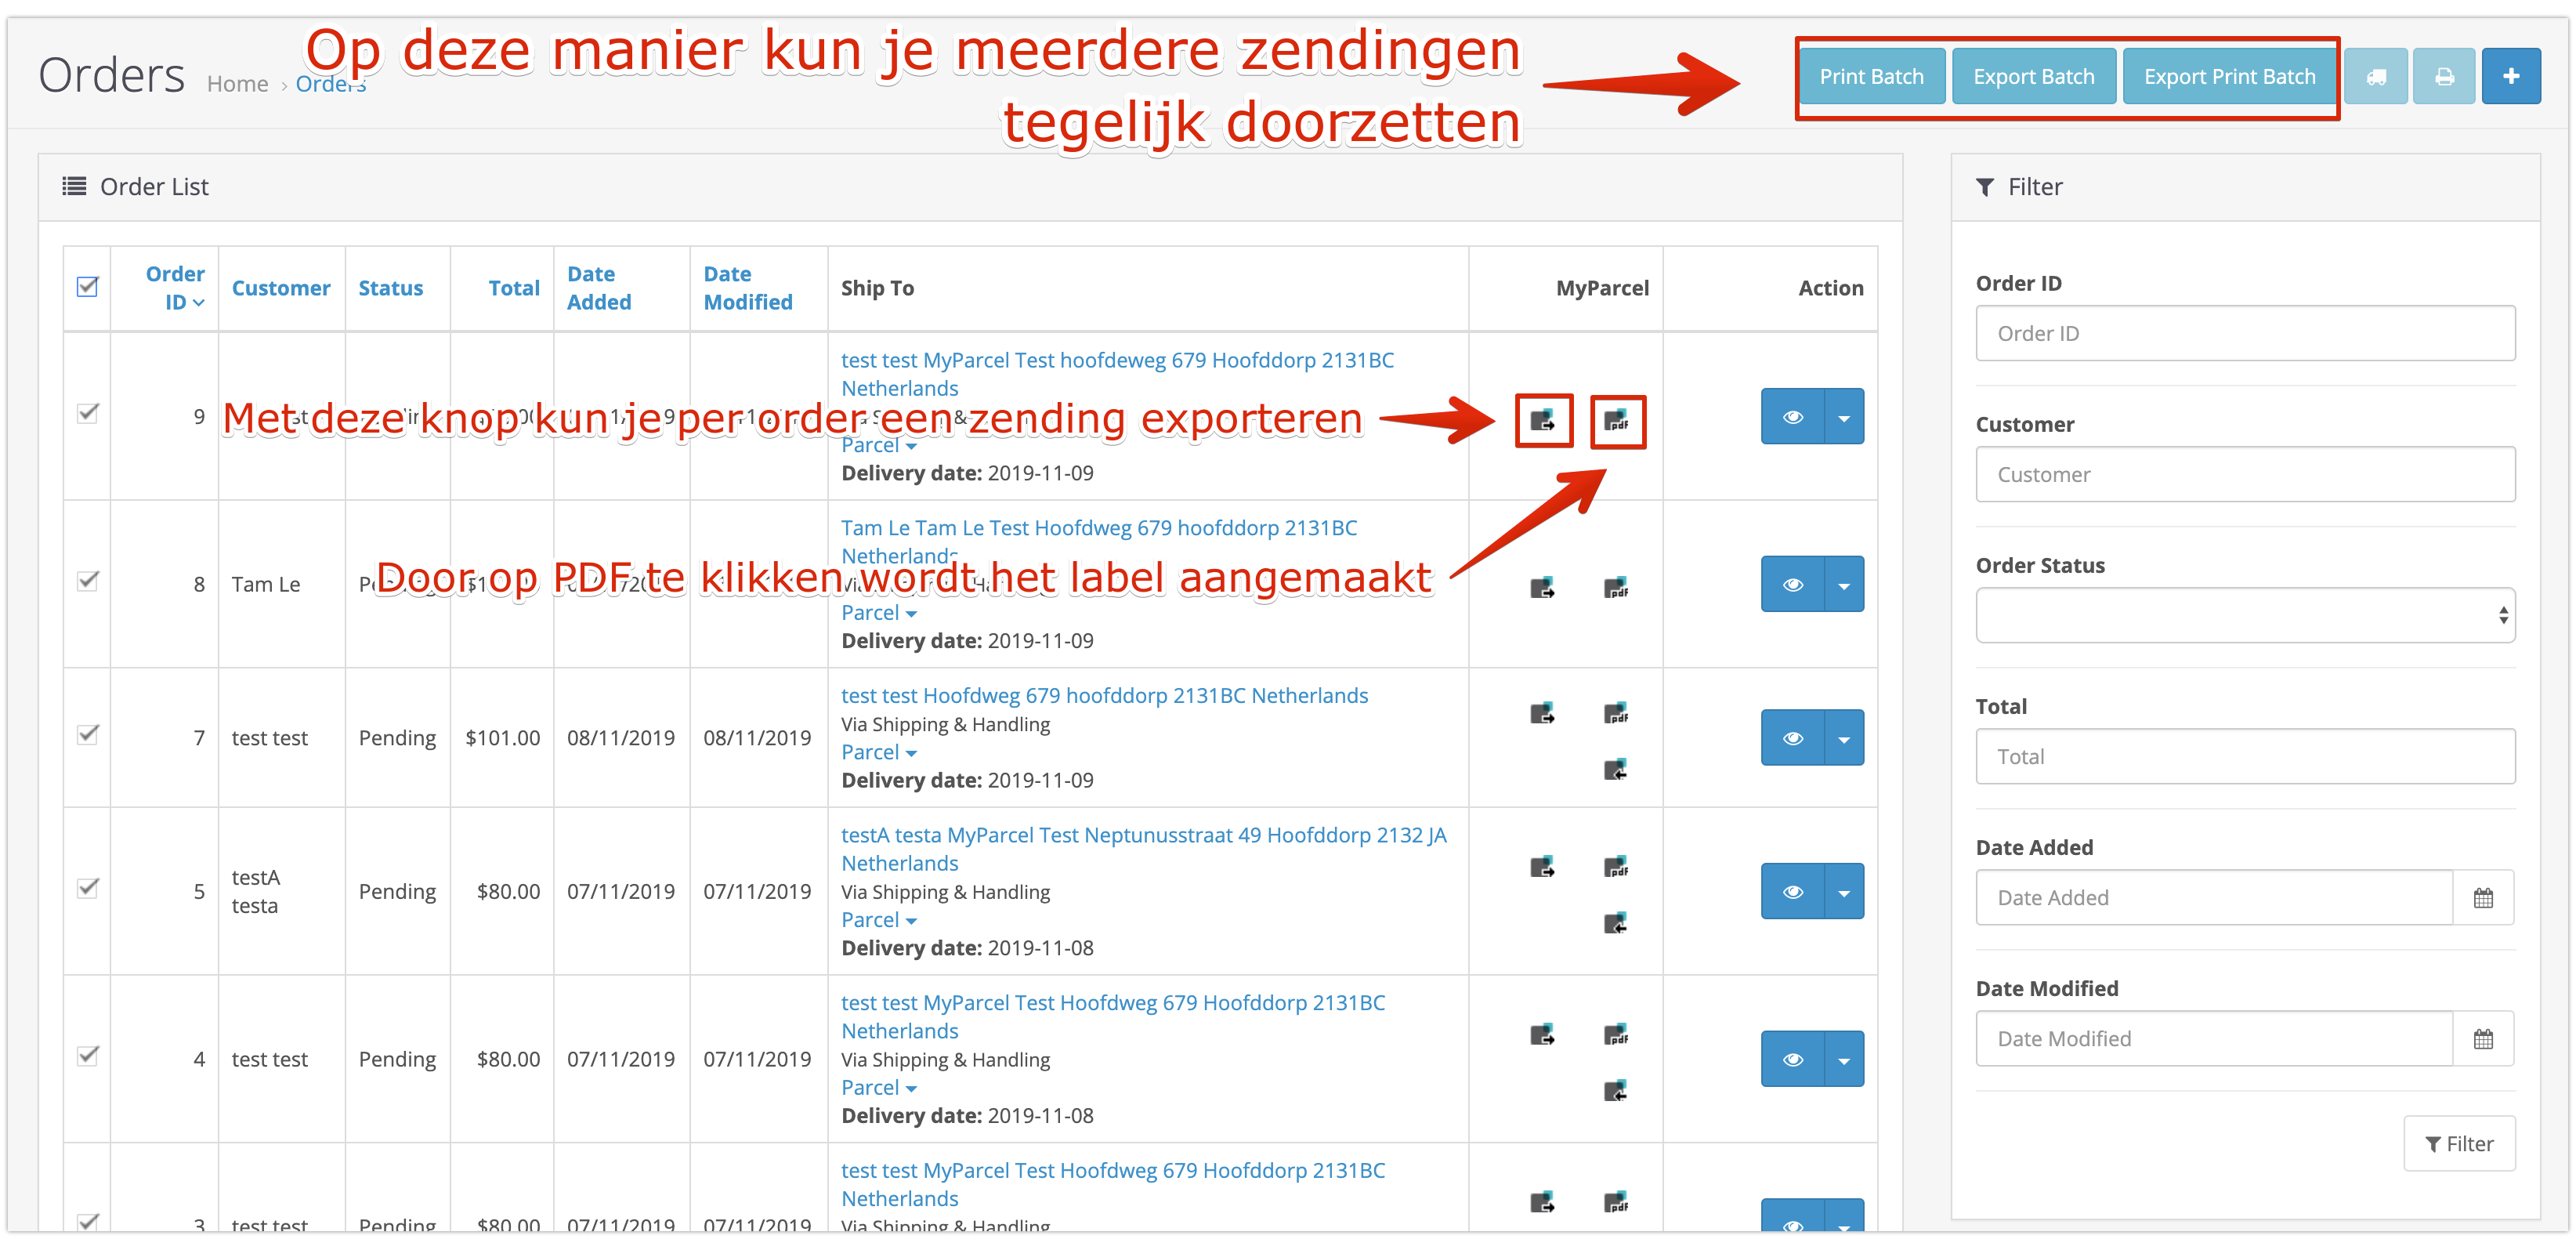 Op deze manier kun je meerdere zendingen
tegelijk doorzetten
Orders
Home › Orders
Print Batch
Export Batch
Export Print Batch
Order List
Order
ID
Customer
Status
Total
Date
Added
Date
Modified
Ship To
MyParcel
Action
9
test test MyParcel Test hoofdeweg 679 Hoofddorp 2131BC
Netherlands
Met deze knop kun je per order een zending exporteren
Parcel
Delivery date: 2019-11-09
pdf
8
Tam Le
Tam Le Tam Le Test Hoofdweg 679 hoofddorp 2131BC
Netherlands
Door op PDF te klikken wordt het label aangemaakt
Parcel
Delivery date: 2019-11-09
pdf
7
test test
Pending
$101.00
08/11/2019
08/11/2019
test test Hoofdweg 679 hoofddorp 2131BC Netherlands
Via Shipping & Handling
Parcel
Delivery date: 2019-11-09
pdf
5
testA
testa
Pending
$80.00
07/11/2019
07/11/2019
testA testa MyParcel Test Neptunusstraat 49 Hoofddorp 2132 JA
Netherlands
Via Shipping & Handling
Parcel
Delivery date: 2019-11-08
pdf
4
test test
Pending
$80.00
07/11/2019
07/11/2019
test test MyParcel Test Hoofdweg 679 Hoofddorp 2131BC
Netherlands
Via Shipping & Handling
Parcel
Delivery date: 2019-11-08
pdf
3
test test
Pending
$80.00
07/11/2019
07/11/2019
test test MyParcel Test Hoofdweg 679 Hoofddorp 2131BC
Netherlands
Via Shipping & Handling
pdf
Filter
Order ID
Order ID
Customer
Customer
Order Status
Total
Total
Date Added
Date Added
Date Modified
Date Modified
Filter